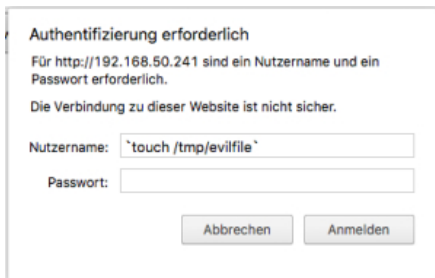 Authentifizierung erforderlich
Für http://192.168.50.241 sind ein Nutzername und ein
Passwort erforderlich.
Die Verbindung zu dieser Website ist nicht sicher.
Nutzername: `touch /tmp/evilfile`
Passwort:
Abbrechen Anmelden